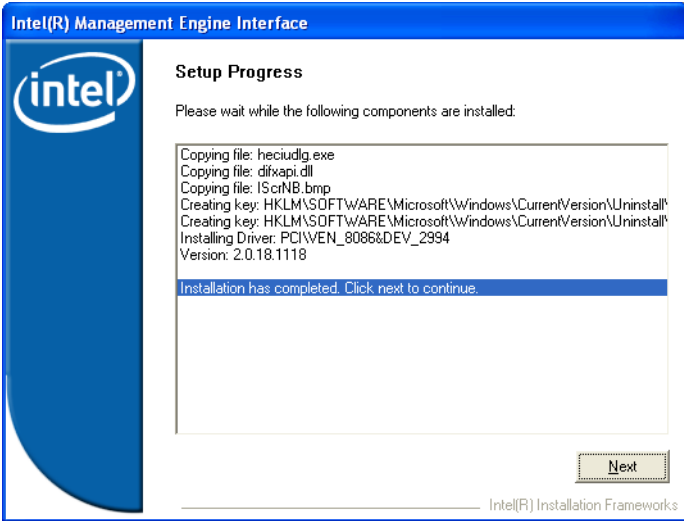 Intel(R) Management Engine Interface
intel
Setup Progress
Please wait while the following components are installed:
Copying file: heciudlg.exe
Copying file: difxapi.dll
Copying file: IScrNB.bmp
Creating key: HKLM\SOFTWARE\Microsoft\Windows\CurrentVersion\Uninstall\
Creating key: HKLM\SOFTWARE\Microsoft\Windows\CurrentVersion\Uninstall\
Installing Driver: PCI\VEN_8086&DEV_2994
Version: 2.0.18.1118
Installation has completed. Click next to continue.
Next
Intel(R) Installation Frameworks